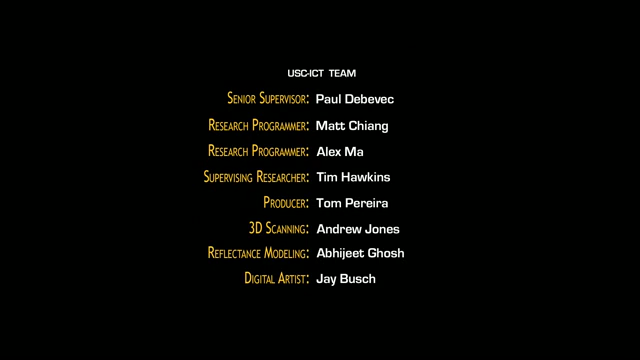 USC-ICT TEAM
Senior Supervisor: Paul Debevec
Research Programmer: Matt Chiang
Research Programmer: Alex Ma
Supervising Researcher: Tim Hawkins
Producer: Tom Pereira
3D Scanning: Andrew Jones
Reflectance Modeling: Abhijeet Ghosh
Digital Artist: Jay Busch